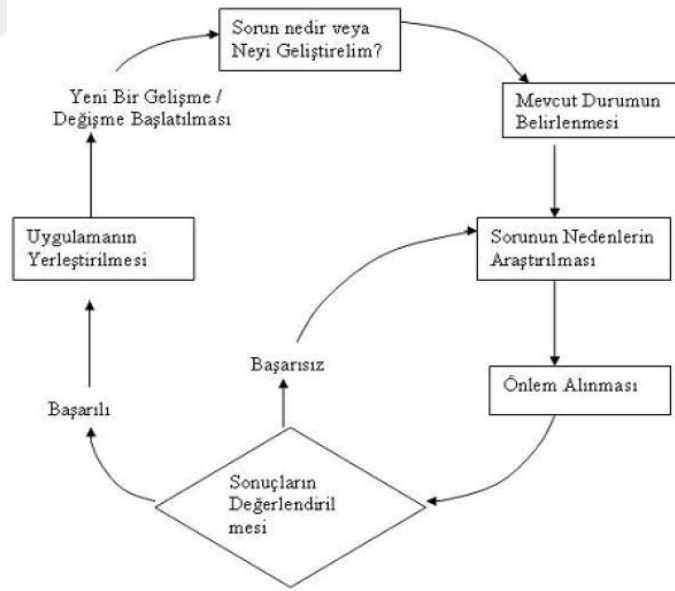 Sorun nedir veya
Neyi Geliştirelim?
Yeni Bir Gelişme /
Değişme Başlatılması
Mevcut Durumun
Belirlenmesi
Uygulamanın
Yerleştirilmesi
Sorunun Nedenlerin
Araştırılması
Başarısız
Önlem Alınması
Başarılı
Sonuçların
Değerlendiril
mesi